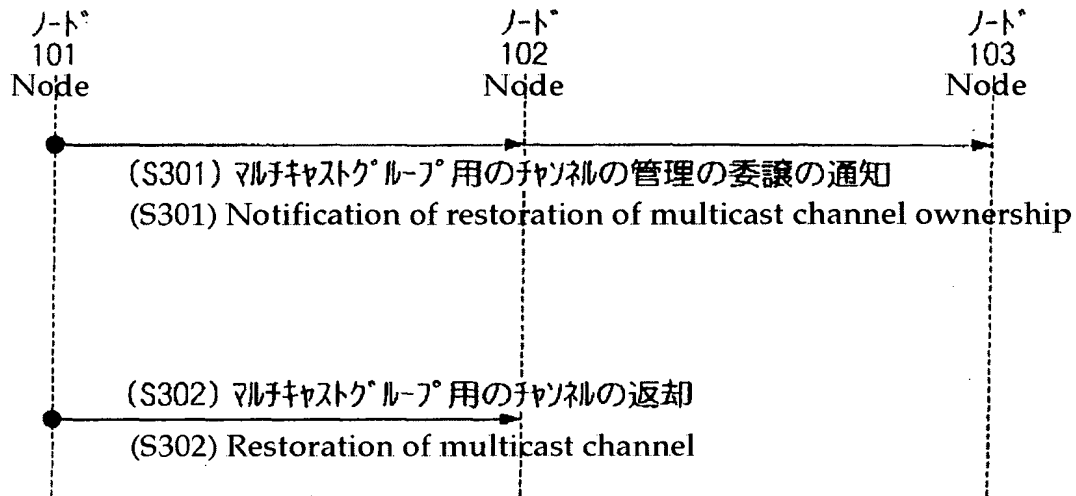 ノード ノード ノード
101 102 103
Node Node Node
(S301) マルチキャストグループ用のチャンネルの管理の委譲の通知
(S301) Notification of restoration of multicast channel ownership
(S302) マルチキャストグループ用のチャンネルの返却
(S302) Restoration of multicast channel